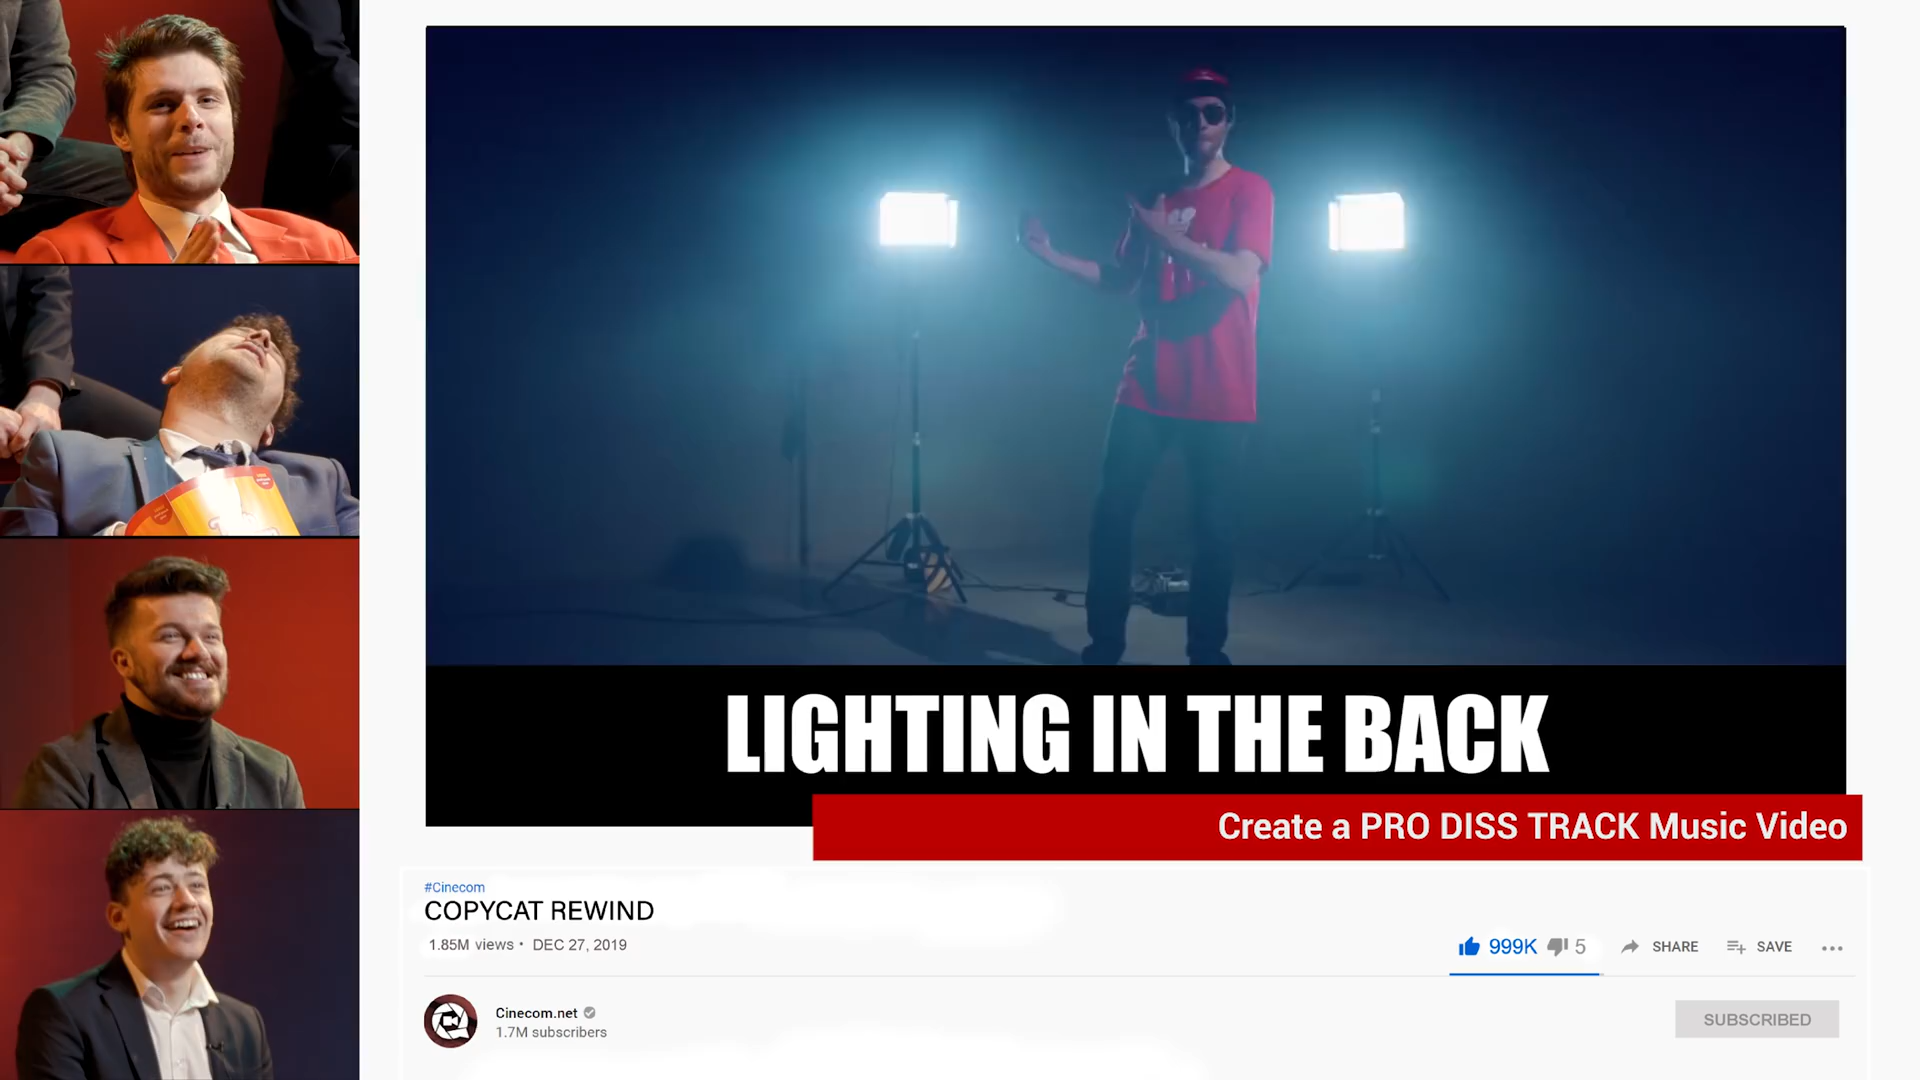 LIGHTING IN THE BACK
Create a PRO DISS TRACK Music Video
#Cinecom
COPYCAT REWIND
1.85M views • DEC 27, 2019
999K 5 SHARE SAVE ...
Cinecom.net
1.7M subscribers
SUBSCRIBED